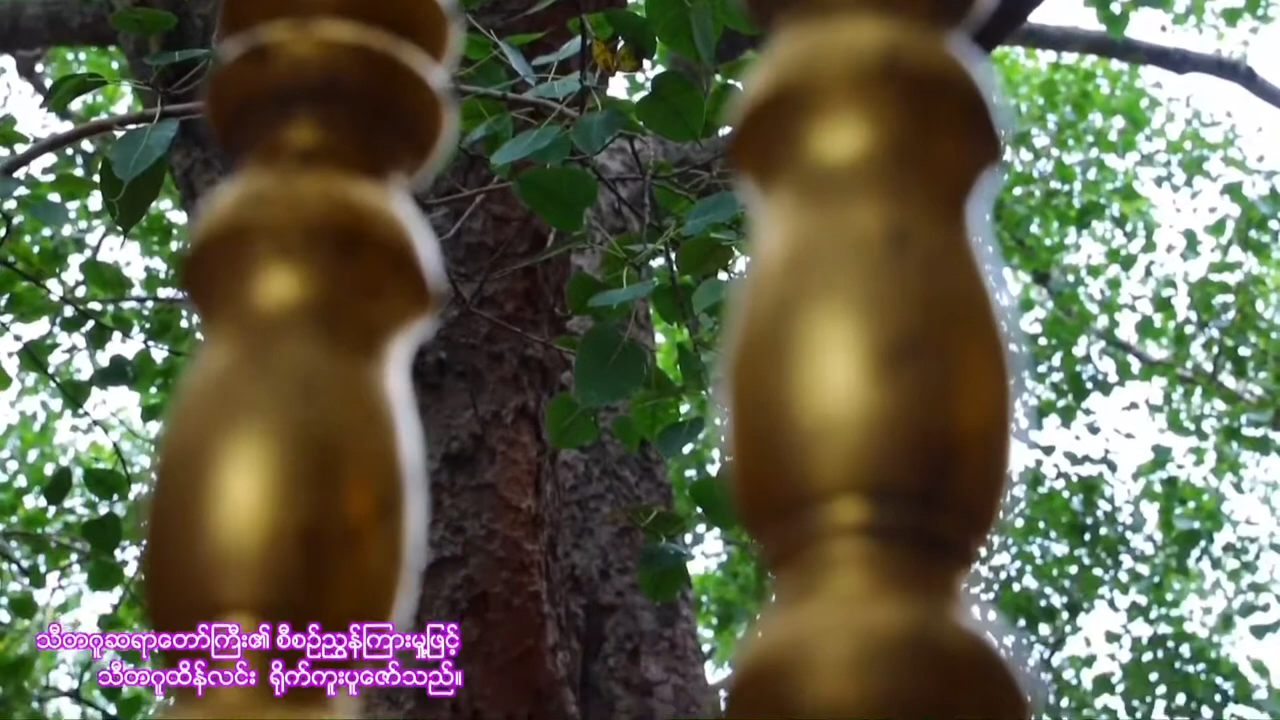 သီတဂူဆရာတော်ကြီး၏ စီစဉ်ညွှန်ကြားမှုဖြင့်
သီတဂူထိန်လင်း ရိုက်ကူးပူဇော်သည်။